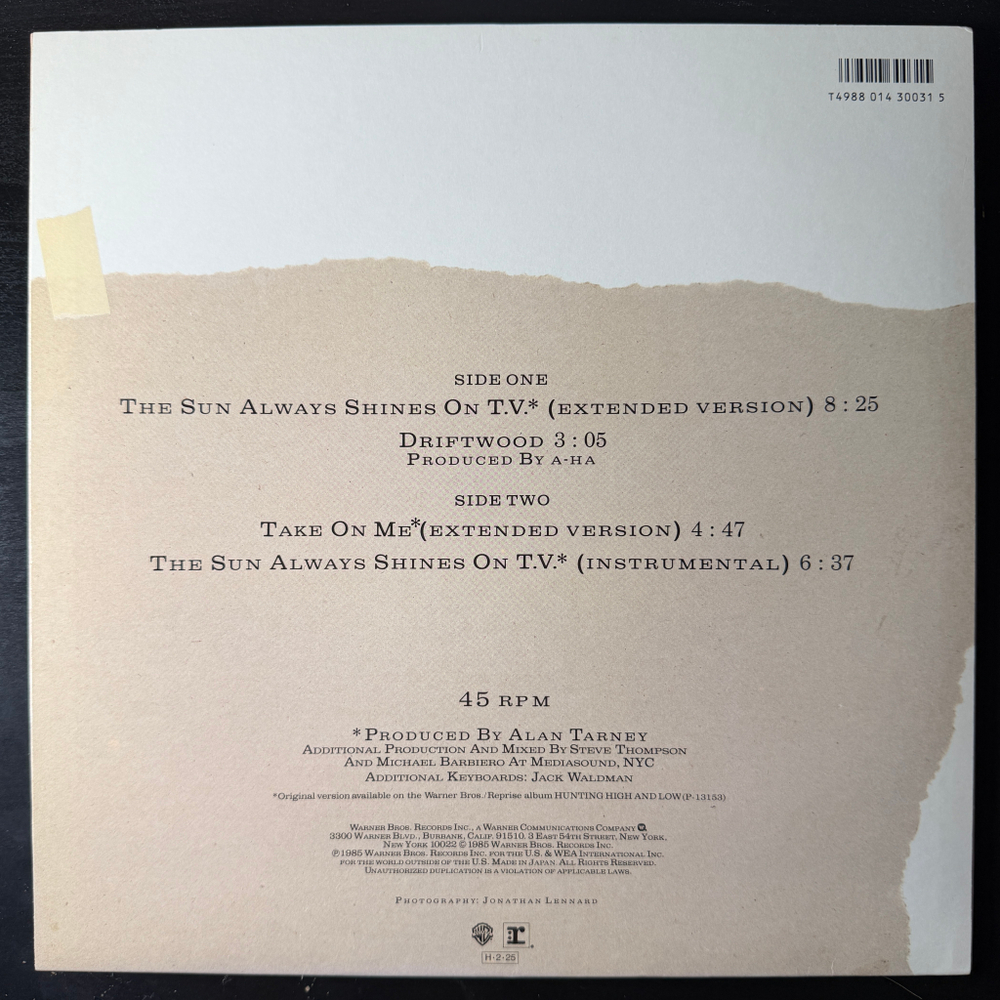 T4988 014 30031 5
SIDE ONE
THE SUN ALWAYS SHINES ON T.V.* (EXTENDED VERSION) 8 : 25
DRIFTWOOD 3 : 05
PRODUCED BY A-HA
SIDE TWO
TAKE ON ME*(EXTENDED VERSION) 4 : 47
THE SUN ALWAYS SHINES ON T.V.* (INSTRUMENTAL) 6 : 37
45 RPM
*PRODUCED BY ALAN TARNEY
ADDITIONAL PRODUCTION AND MIXED BY STEVE THOMPSON
AND MICHAEL BARBIERO AT MEDIASOUND, NYC
ADDITIONAL KEYBOARDS: JACK WALDMAN
*Original version available on the Warner Bros./Reprise album HUNTING HIGH AND LOW (P-13153)
WARNER BROS. RECORDS INC., A WARNER COMMUNICATIONS COMPANY
3300 WARNER BLVD., BURBANK, CALIF. 91510. 3 EAST 54TH STREET, NEW YORK,
NEW YORK 10022 © 1985 WARNER BROS. RECORDS INC.
℗ 1985 WARNER BROS. RECORDS INC. FOR THE U.S. & WEA INTERNATIONAL INC.
FOR THE WORLD OUTSIDE OF THE U.S. MADE IN JAPAN. ALL RIGHTS RESERVED.
UNAUTHORIZED DUPLICATION IS A VIOLATION OF APPLICABLE LAWS.
PHOTOGRAPHY: JONATHAN LENNARD
WB r
H·2·25